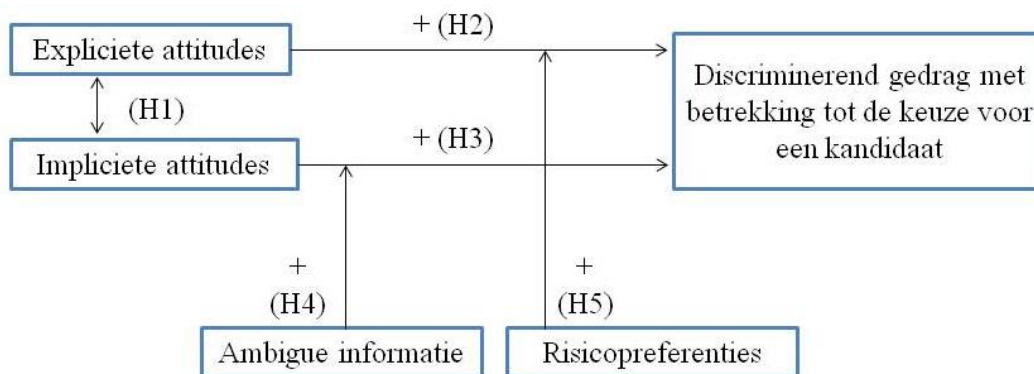 + (H2)
Expliciete attitudes
Discriminerend gedrag met
betrekking tot de keuze voor
een kandidaat
(H1)
+ (H3)
Impliciete attitudes
+
(H4)
+
(H5)
Ambigue informatie
Risicopreferenties